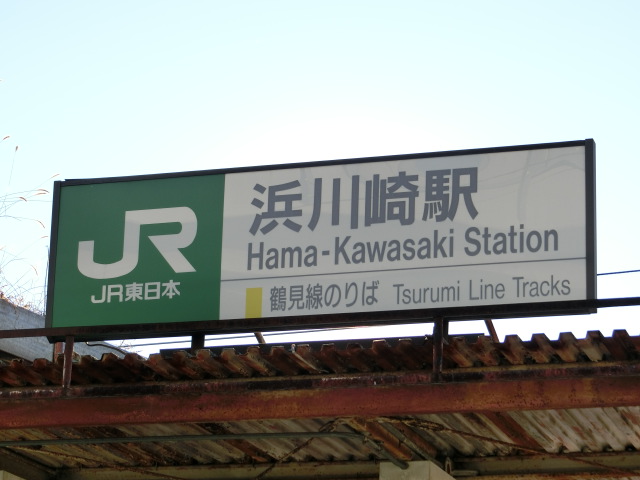 JR
JR東日本
浜川崎駅
Hama-Kawasaki Station
鶴見線のりば Tsurumi Line Tracks